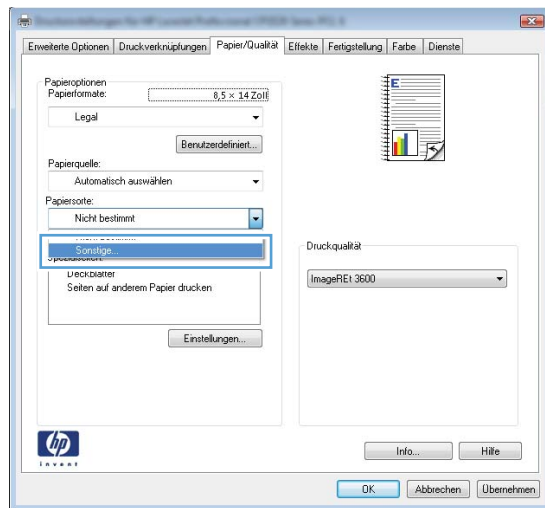 Erweiterte Optionen
Druckverknüpfungen
Papier/Qualität
Effekte
Fertigstellung
Farbe
Dienste
Papieroptionen
Papierformate:
8,5 × 14 Zoll
Legal
Benutzerdefiniert...
Papierquelle:
Automatisch auswählen
Papiersorte:
Nicht bestimmt
Sonstige...
Deckblätter
Seiten auf anderem Papier drucken
Einstellungen...
E
Druckqualität
ImageREt 3600
hp
invent
Info...
Hilfe
OK
Abbrechen
Übernehmen